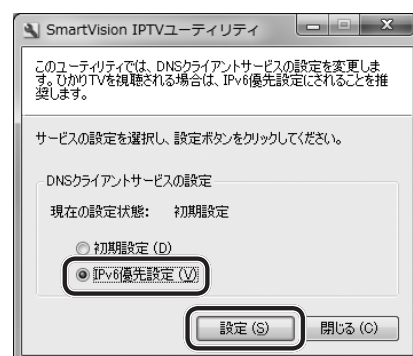 SmartVision IPTVユーティリティ
このユーティリティでは、DNSクライアントサービスの設定を変更しま
す。ひかりTVを視聴される場合は、IPv6優先設定にされることを推
奨します。
サービスの設定を選択し、設定ボタンをクリックしてください。
DNSクライアントサービスの設定
現在の設定状態: 初期設定
初期設定(D)
IPv6優先設定(V)
設定(S)
閉じる(C)